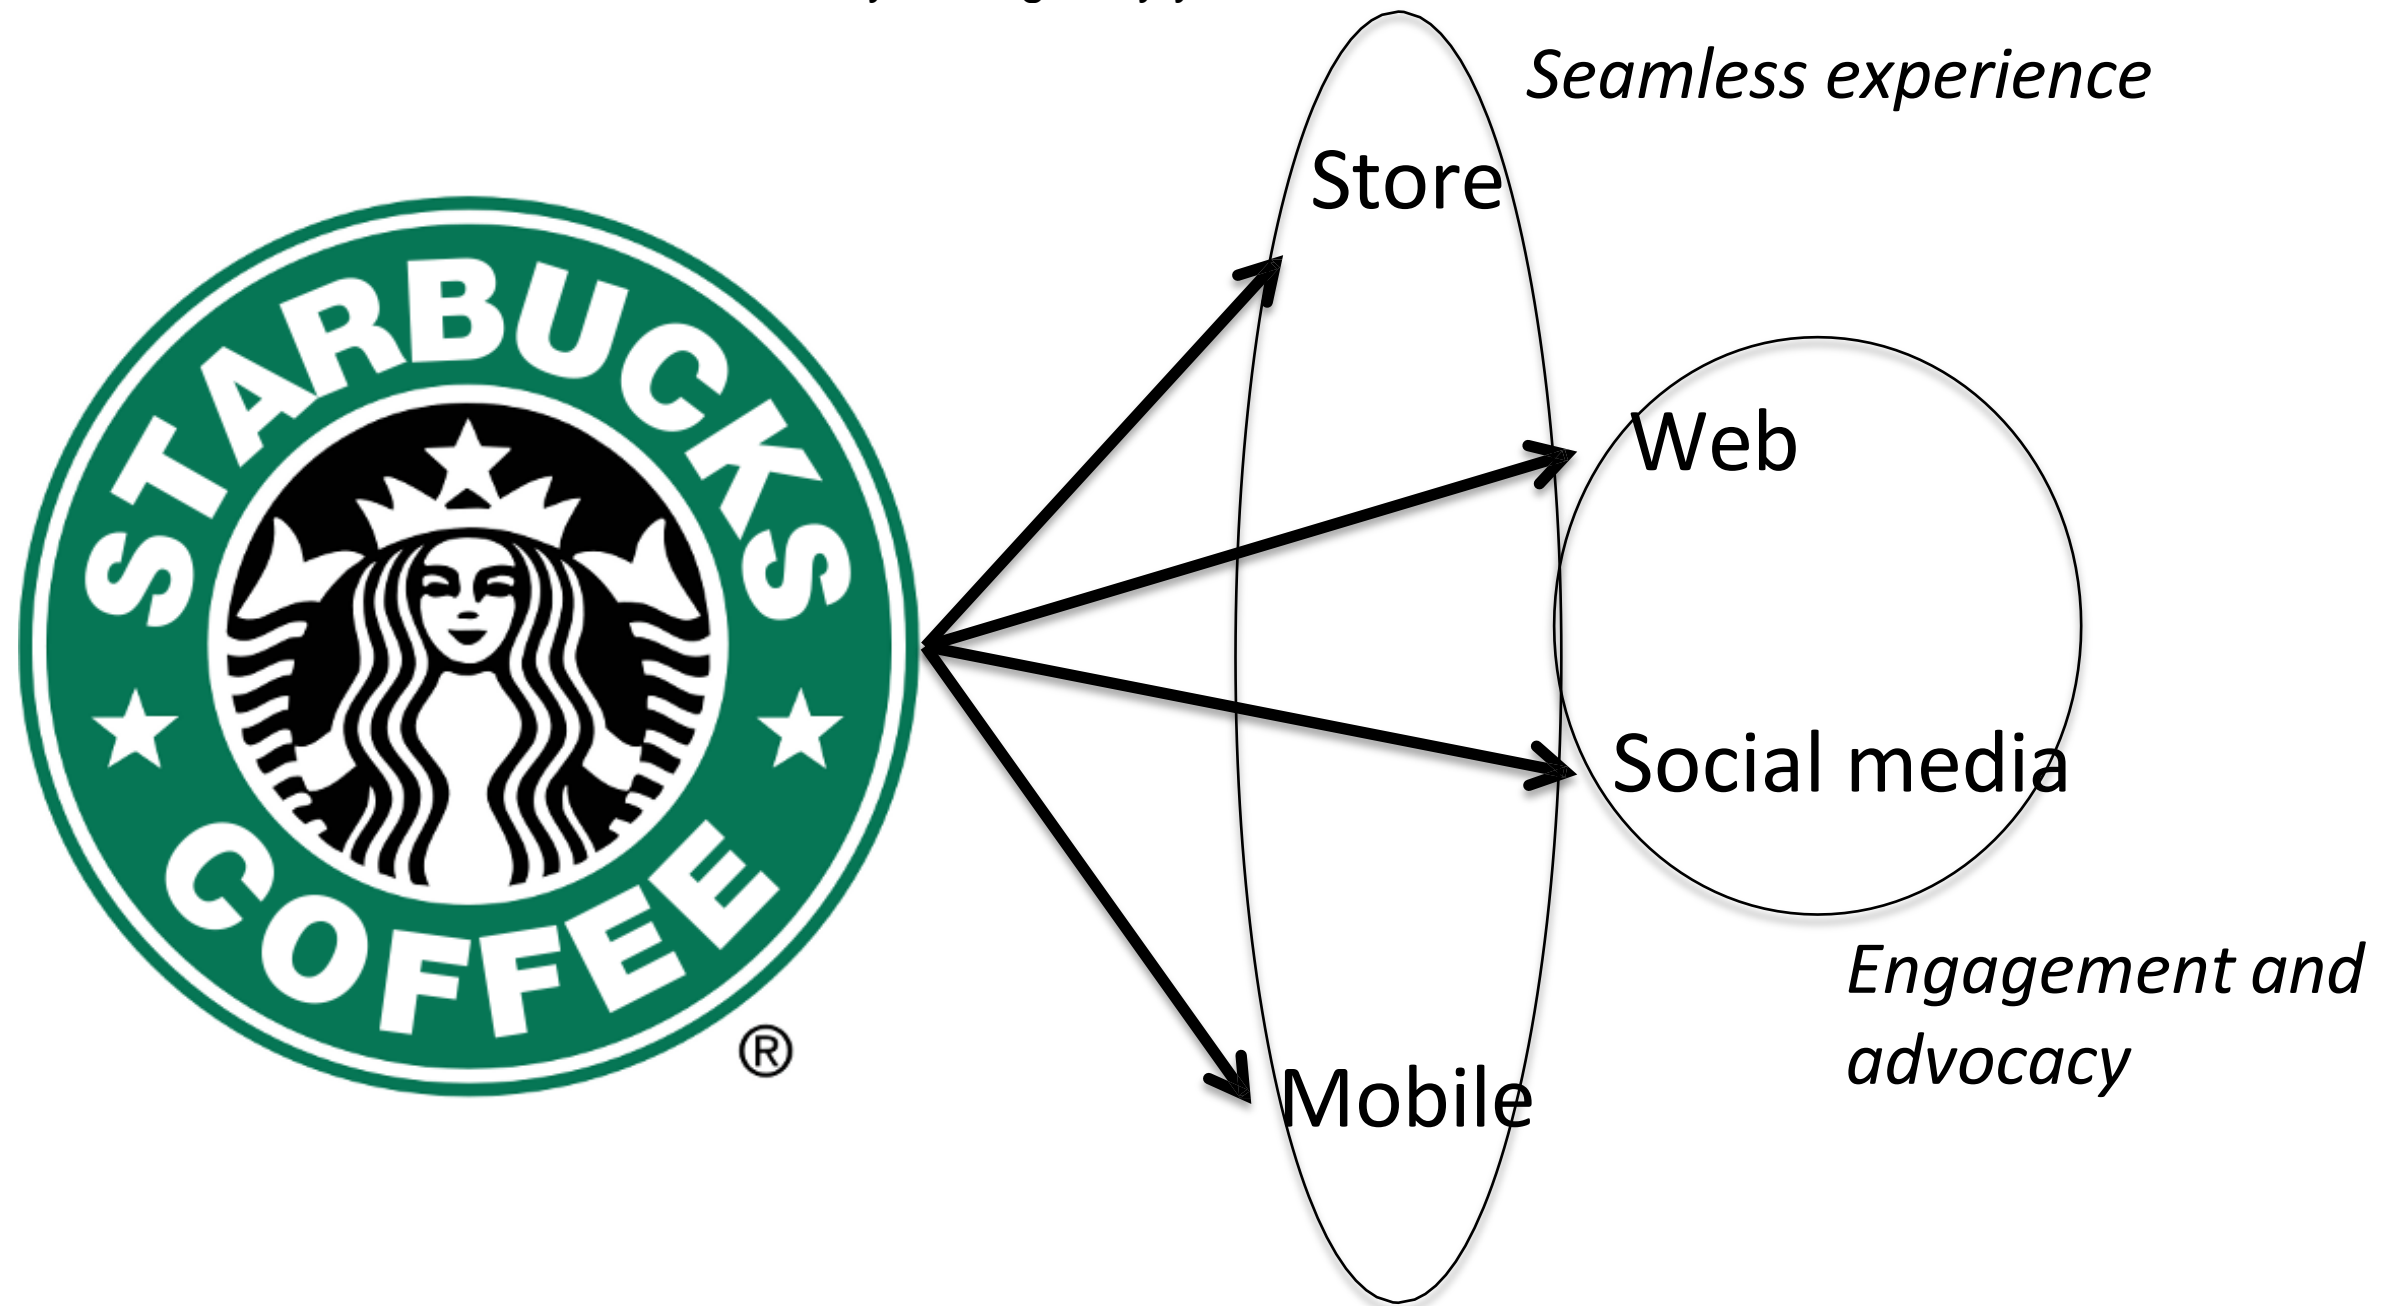 Seamless experience
Store
STARBUCKS
Web
Social media
COFFEE
®
Engagement and
advocacy
Mobile